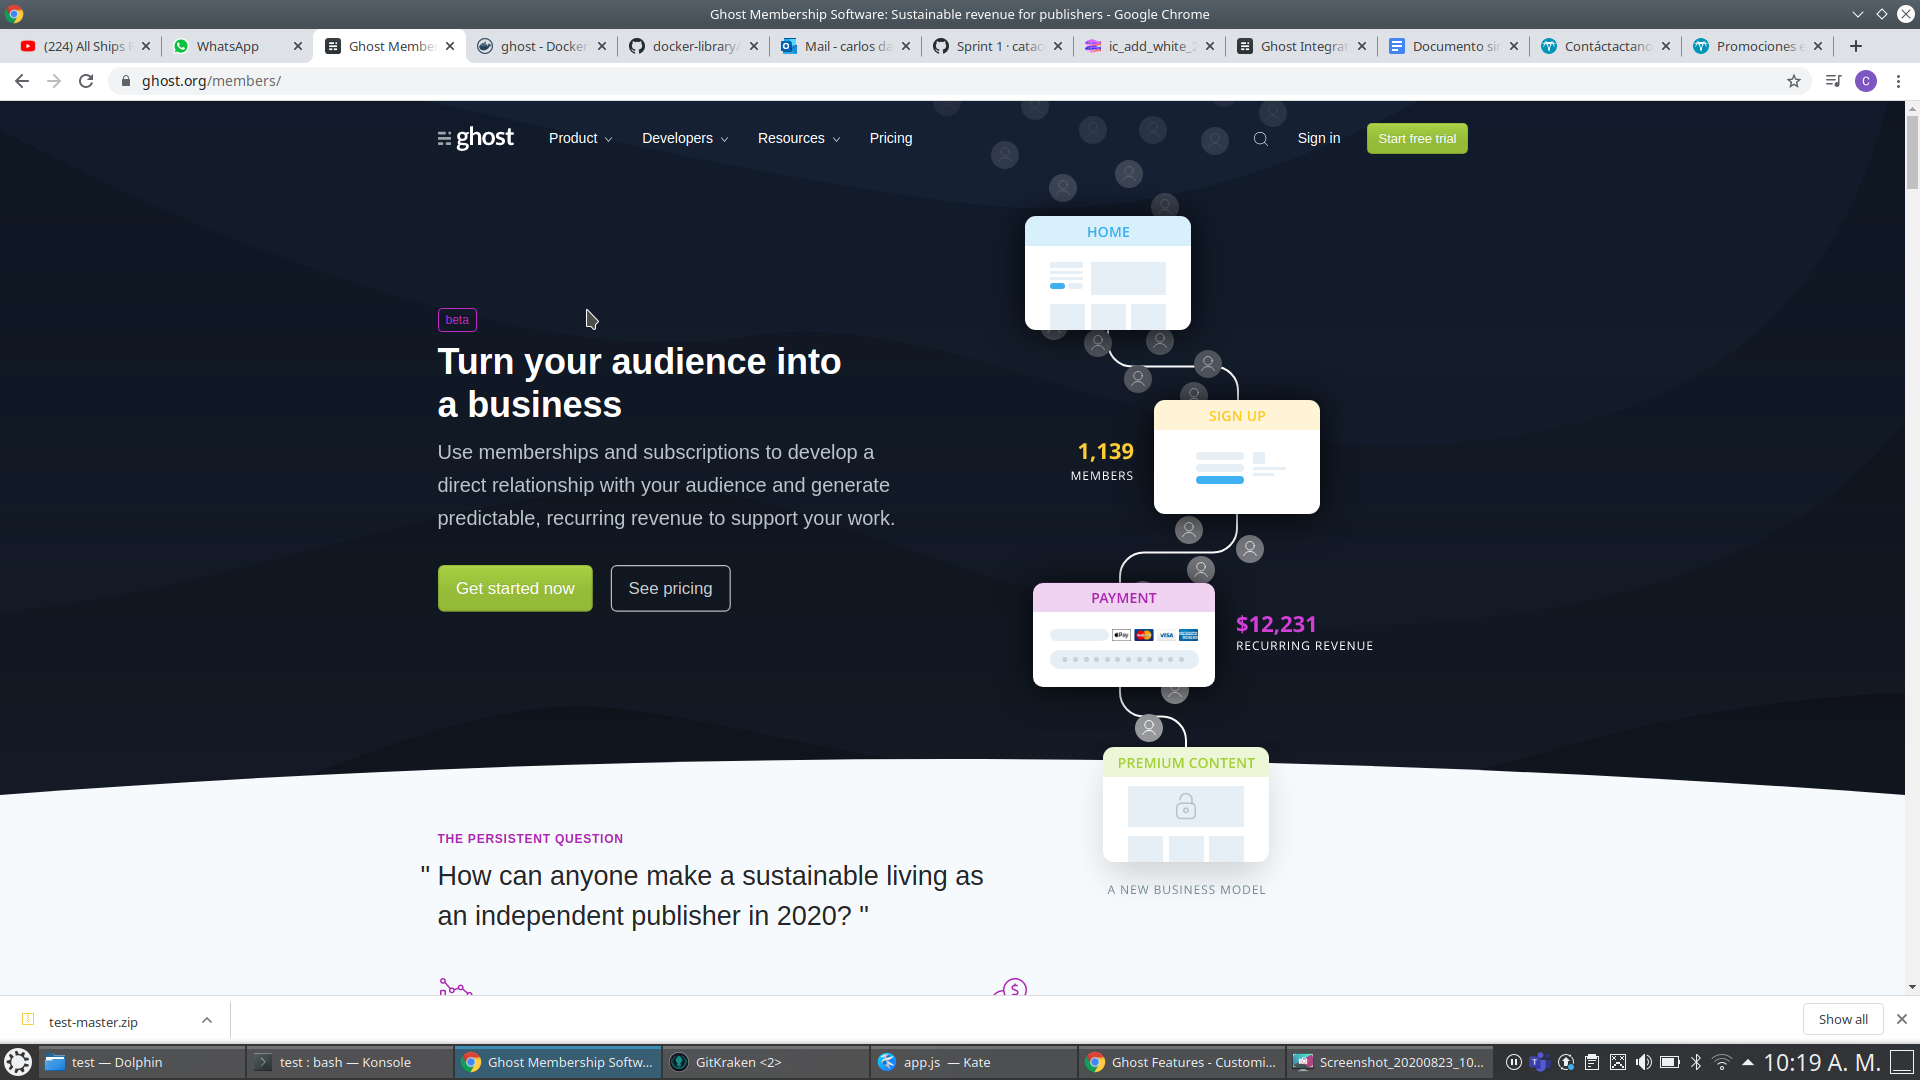 Ghost Membership Software: Sustainable revenue for publishers - Google Chrome
(224) All Ships
WhatsApp
Ghost Membe
ghost - Docker
docker-library
Mail - carlos da
Sprint 1 · catac
ic_add_white_2
Ghost Integrat
Documento sin
Contáctactano
Promociones e
ghost.org/members/
C
ghost
Product
Developers
Resources
Pricing
Sign in
Start free trial
HOME
beta
Turn your audience into
a business
Use memberships and subscriptions to develop a
direct relationship with your audience and generate
predictable, recurring revenue to support your work.
Get started now
See pricing
SIGN UP
1,139
MEMBERS
PAYMENT
Pay
VISA
$12,231
RECURRING REVENUE
PREMIUM CONTENT
A NEW BUSINESS MODEL
THE PERSISTENT QUESTION
" How can anyone make a sustainable living as
an independent publisher in 2020? "
$
test-master.zip
Show all
test — Dolphin
test : bash — Konsole
Ghost Membership Softw...
GitKraken <2>
app.js — Kate
Ghost Features - Customi...
Screenshot_20200823_10...
10:19 A. M.